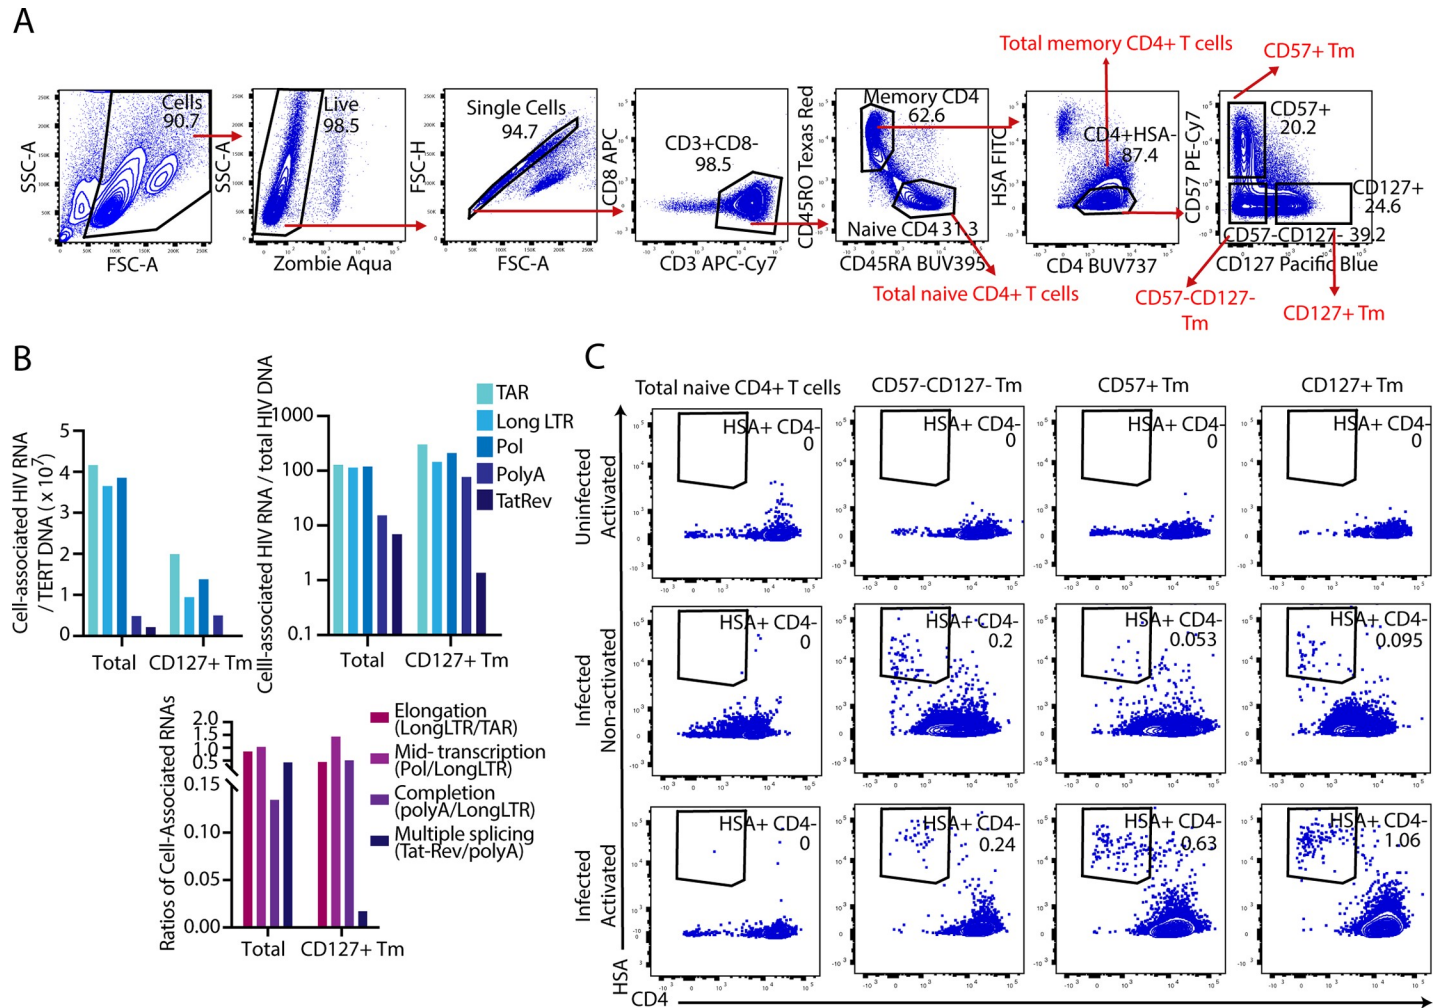 A
Total memory CD4+ T cells
CD57+ Tm
Cells
90.7
Live
98.5
Single Cells
94.7
CD3+CD8-
98.5
Memory CD4
62.6
Naive CD4 31.3
CD4+HSA-
87.4
CD57+
20.2
CD127+
24.6
CD57-CD127- 39.2
SSC-A
FSC-A
SSC-A
Zombie Aqua
FSC-H
FSC-A
CD8 APC
CD3 APC-Cy7
CD45RO Texas Red
CD45RA BUV395
HSA FITC
CD4 BUV737
CD57 PE-Cy7
CD127 Pacific Blue
Total naive CD4+ T cells
CD57-CD127-
Tm
CD127+ Tm
B
Cell-associated HIV RNA
/ TERT DNA ( x 10⁷)
5
4
3
2
1
0
Total
CD127+ Tm
Celll-associated HIV RNA / total HIV DNA
1000
100
10
1
0.1
Total
CD127+ Tm
TAR
Long LTR
Pol
PolyA
TatRev
Ratios of Cell-Associated RNAs
2.0
1.5
1.0
0.5
0.15
0.10
0.05
0.00
Total
CD127+ Tm
Elongation
(LongLTR/TAR)
Mid- transcription
(Pol/LongLTR)
Completion
(polyA/LongLTR)
Multiple splicing
(Tat-Rev/polyA)
C
Total naive CD4+ T cells
CD57-CD127- Tm
CD57+ Tm
CD127+ Tm
Uninfected
Activated
HSA+ CD4-
0
HSA+ CD4-
0
HSA+ CD4-
0
HSA+ CD4-
0
Infected
Non-activated
HSA+ CD4-
0
HSA+ CD4-
0.2
HSA+ CD4-
0.053
HSA+ CD4-
0.095
Infected
Activated
HSA+ CD4-
0
HSA+ CD4-
0.24
HSA+ CD4-
0.63
HSA+ CD4-
1.06
HSA
CD4